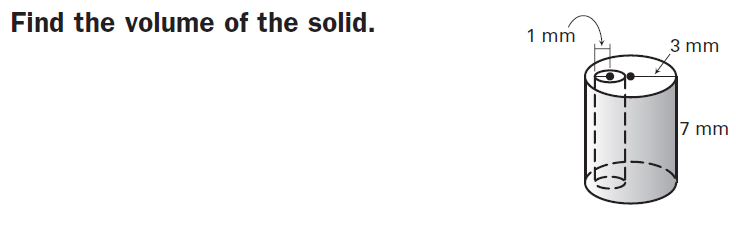 Find the volume of the solid.
1 mm
3 mm
7 mm